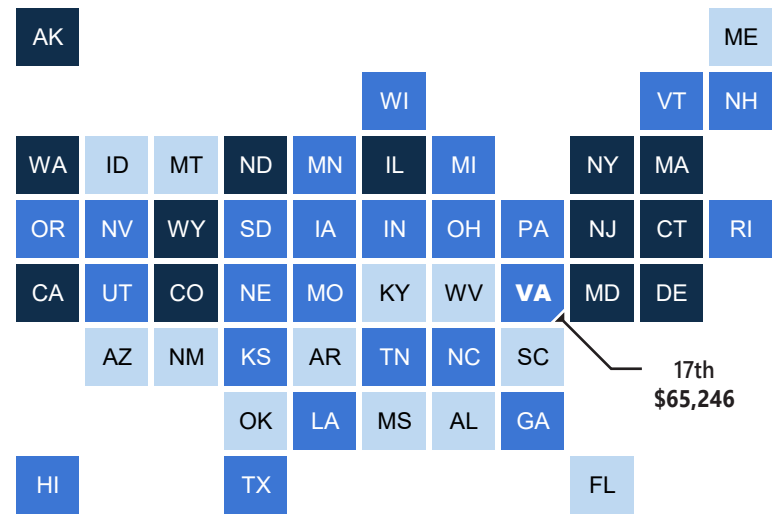 AK ME
WI VT NH
WA ID MT ND MN IL MI NY MA
OR NV WY SD IA IN OH PA NJ CT RI
CA UT CO NE MO KY WV VA MD DE
AZ NM KS AR TN NC SC
17th
$65,246
OK LA MS AL GA
HI TX FL